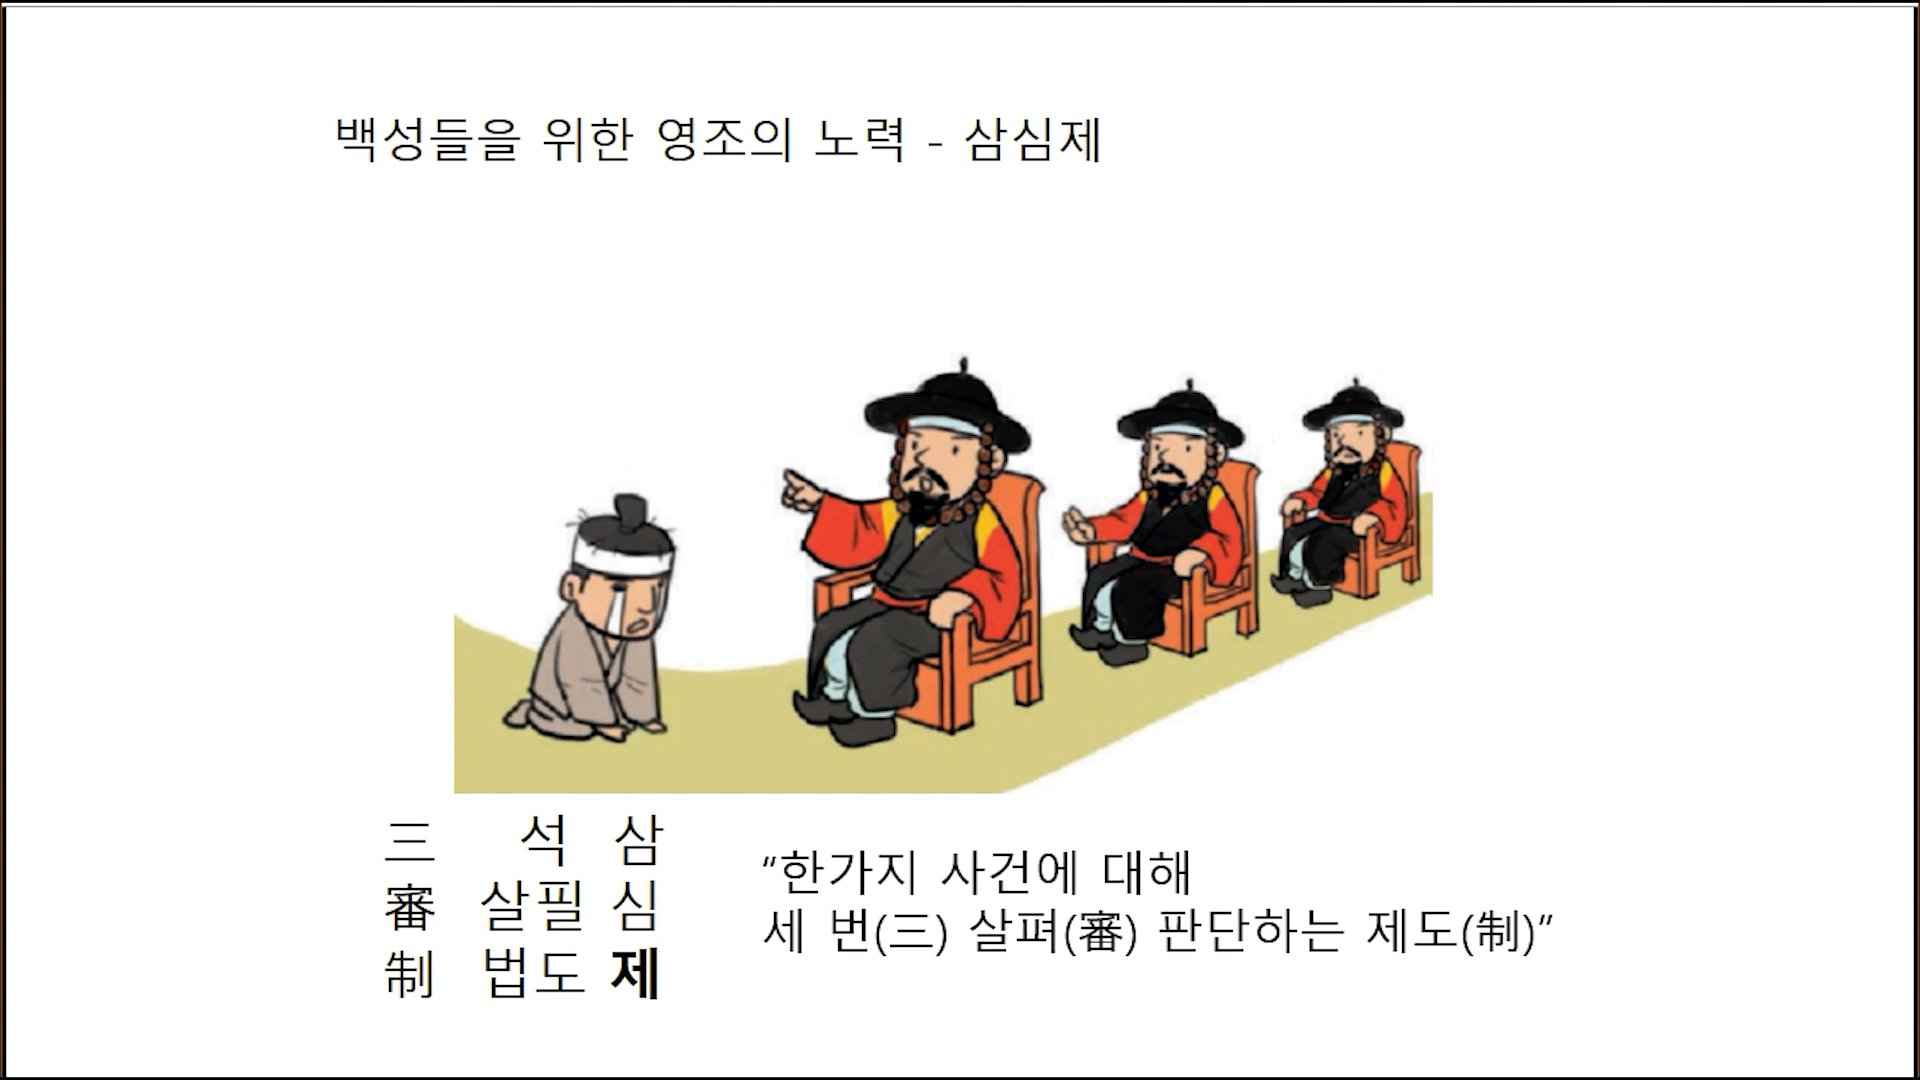 백성들을 위한 영조의 노력 - 삼심제
三 석 삼
審 살필 심
制 법도 제
"한가지 사건에 대해
세 번(三) 살펴(審) 판단하는 제도(制)"